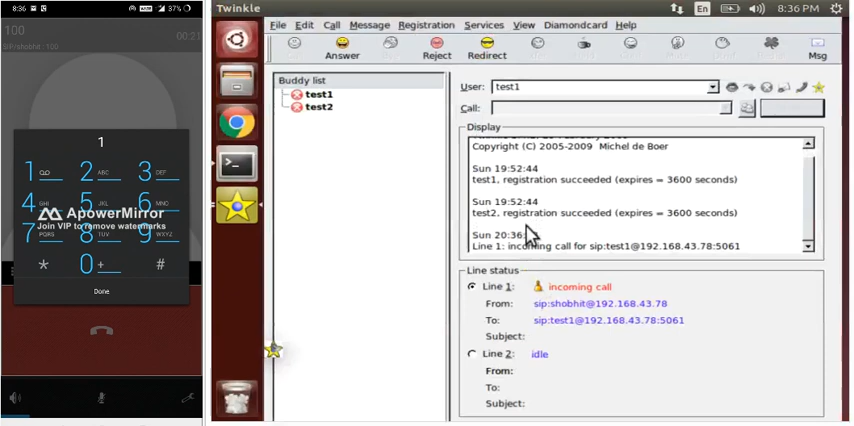 8:36
37%
100
00:21
SIP/shobhit : 100
1
1
2 ABC
3 DEF
4 GHI
5 JKL
6 MNO
ApowerMirror
Join VIP to remove watermarks
7 PQRS
8 TUV
9 WXYZ
*
0 +
#
Done
Twinkle
En
8:36 PM
File Edit Call Message Registration Services View Diamondcard Help
Answer
Reject
Redirect
Msg
Buddy list
test1
test2
User: test1
Call:
Display
Copyright (C) 2005-2009 Michel de Boer
Sun 19:52:44
test1, registration succeeded (expires = 3600 seconds)
Sun 19:52:44
test2, registration succeeded (expires = 3600 seconds)
Sun 20:36:
Line 1: incoming call for sip:test1@192.168.43.78:5061
Line status
Line 1: incoming call
From: sip:shobhit@192.168.43.78
To: sip:test1@192.168.43.78:5061
Subject:
Line 2: idle
From:
To:
Subject: